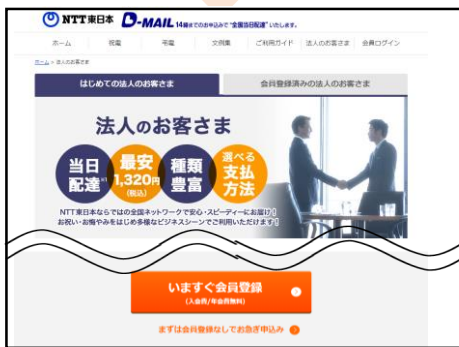 NTT東日本 D-MAIL 14時までのお申込みで"全国当日配達"いたします。
ホーム 祝電 弔電 文例集 ご利用ガイド 法人のお客さま 会員ログイン
ホーム > 法人のお客さま
はじめての法人のお客さま 会員登録済みの法人のお客さま
法人のお客さま
当日配達※1
最安1,320円(税込)
種類豊富
選べる支払方法
NTT東日本ならではの全国ネットワークで安心・スピーディーにお届け!
お祝い・お悔やみをはじめ多様なビジネスシーンでご利用いただけます!
いますぐ会員登録
(入会費/年会費無料)
まずは会員登録なしでお急ぎ申込み